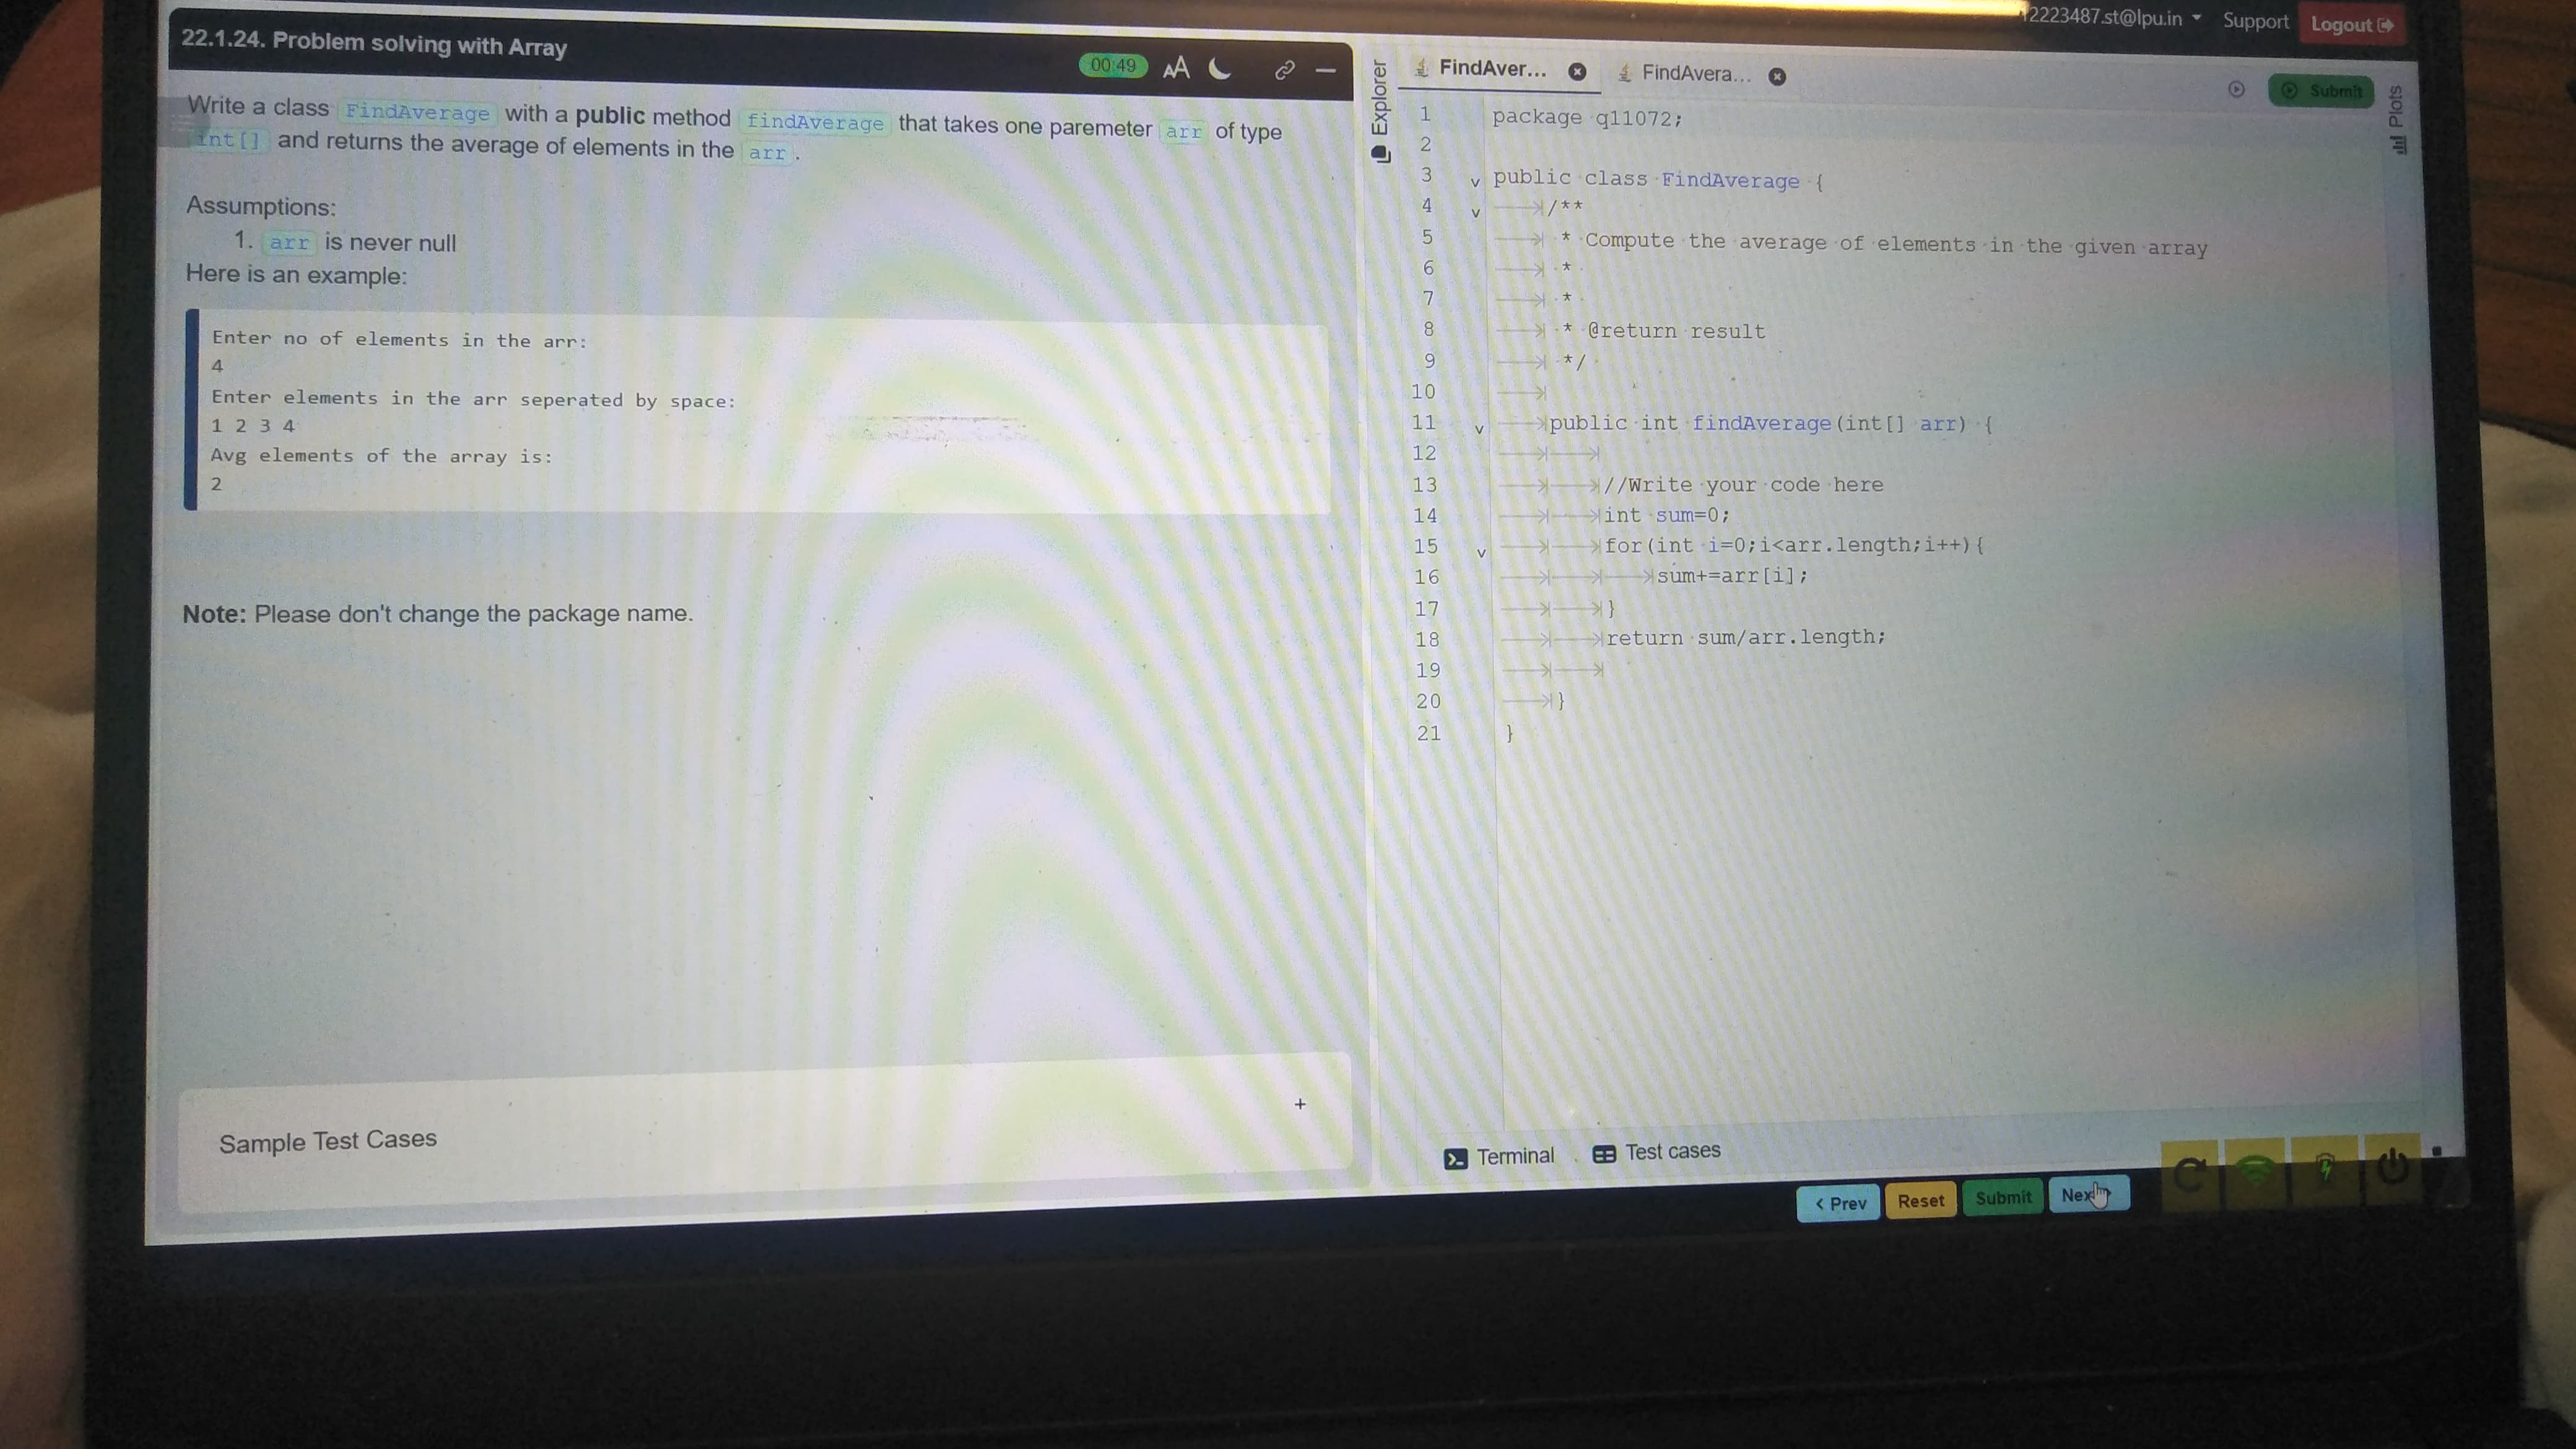 12223487.st@lpu.in Support Logout
22.1.24. Problem solving with Array
00:49 AA
Write a class FindAverage with a public method findAverage that takes one paremeter arr of type
int[] and returns the average of elements in the arr.
Assumptions:
1. arr is never null
Here is an example:
Enter no of elements in the arr:
4
Enter elements in the arr seperated by space:
1 2 3 4
Avg elements of the array is:
2
Note: Please don't change the package name.
Sample Test Cases
+
Explorer
FindAver... FindAvera...
Submit
Plots
1 package q11072;
2
3 public class FindAverage {
4 /**
5 * Compute the average of elements in the given array
6 *
7 *
8 * @return result
9 */
10
11 public int findAverage(int[] arr) {
12
13 //Write your code here
14 int sum=0;
15 for(int i=0;i<arr.length;i++){
16 sum+=arr[i];
17 }
18 return sum/arr.length;
19
20 }
21 }
Terminal Test cases
< Prev Reset Submit